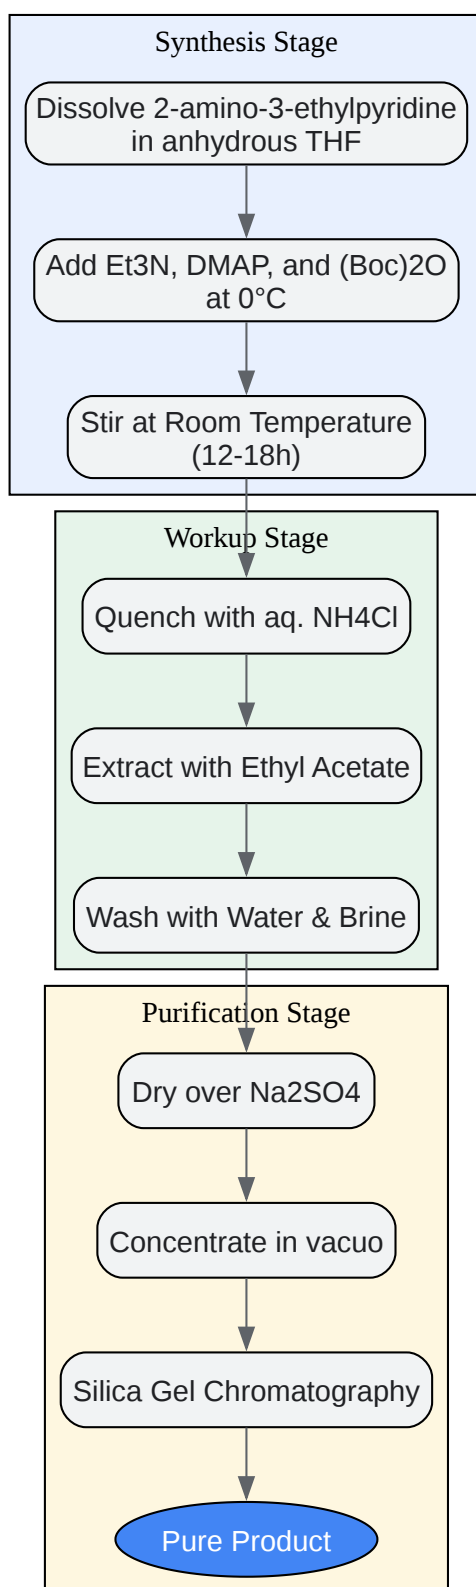 Synthesis Stage
Dissolve 2-amino-3-ethylpyridine
in anhydrous THF
Add Et3N, DMAP, and (Boc)2O
at 0°C
Stir at Room Temperature
(12-18h)
Workup Stage
Quench with aq. NH4Cl
Extract with Ethyl Acetate
Wash with Water & Brine
Purification Stage
Dry over Na2SO4
Concentrate in vacuo
Silica Gel Chromatography
Pure Product